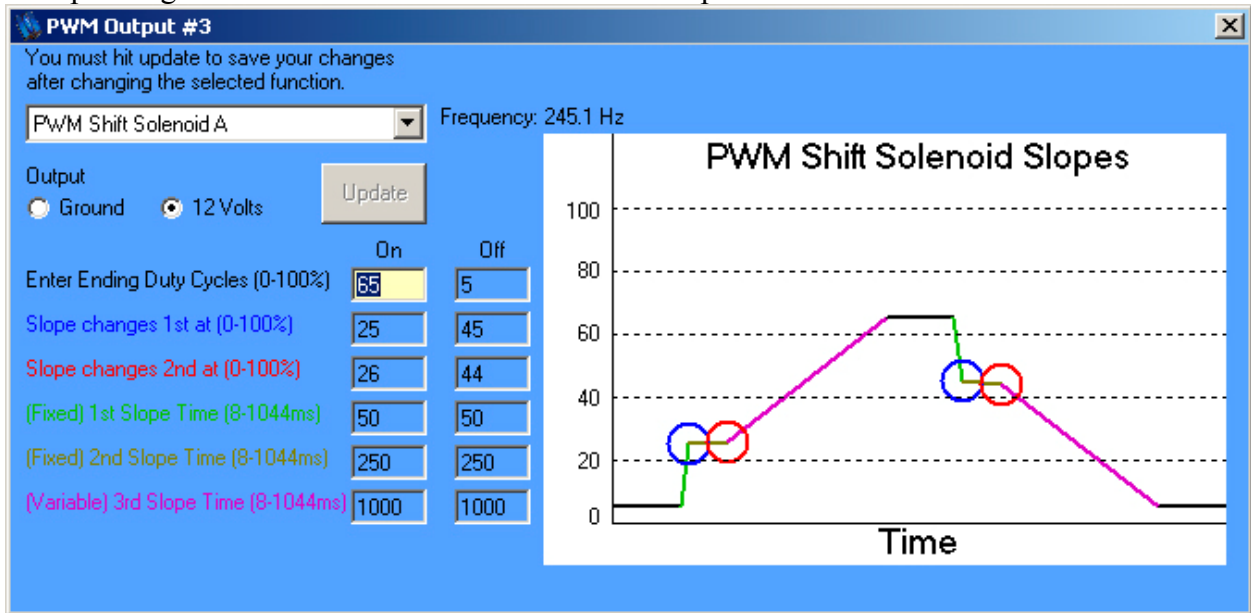 PWM Output #3
You must hit update to save your changes
after changing the selected function.
PWM Shift Solenoid A
Frequency: 245.1 Hz
Output
Ground
12 Volts
Update
On
Off
Enter Ending Duty Cycles (0-100%)
65
5
Slope changes 1st at (0-100%)
25
45
Slope changes 2nd at (0-100%)
26
44
(Fixed) 1st Slope Time (8-1044ms)
50
50
(Fixed) 2nd Slope Time (8-1044ms)
250
250
(Variable) 3rd Slope Time (8-1044ms)
1000
1000
PWM Shift Solenoid Slopes
100
80
60
40
20
0
Time